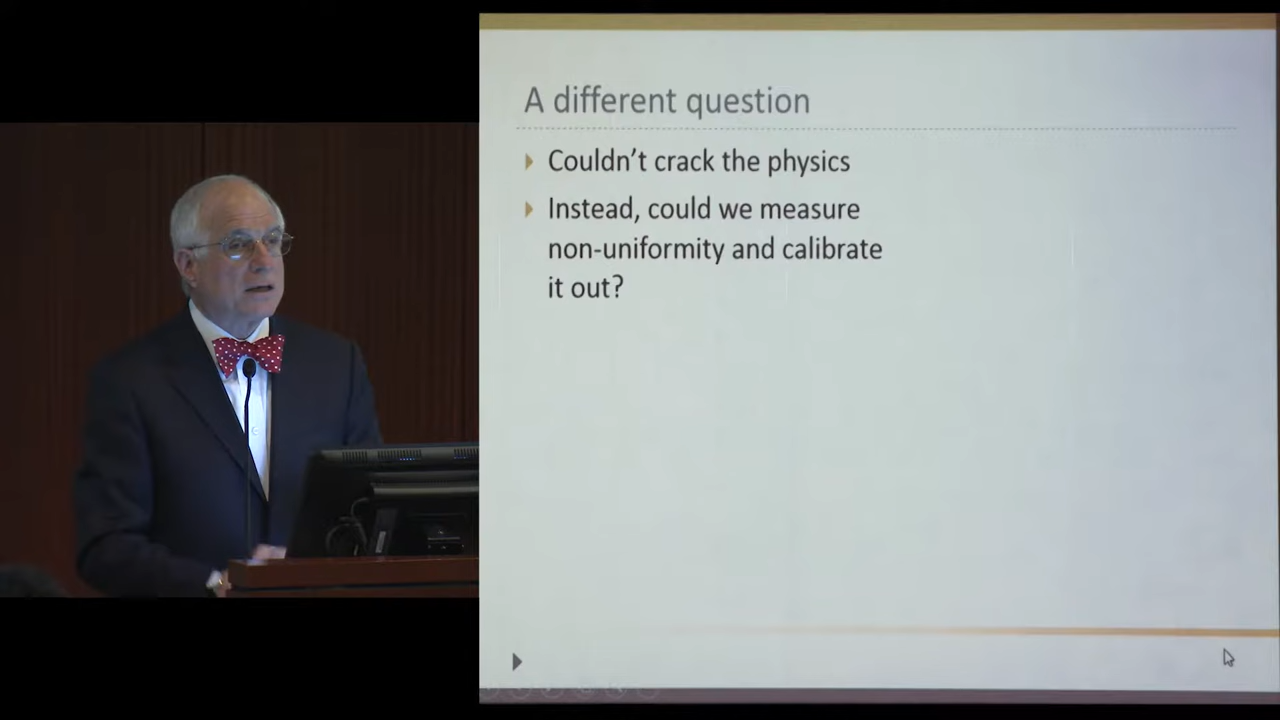 A different question
Couldn't crack the physics
Instead, could we measure
non-uniformity and calibrate
it out?